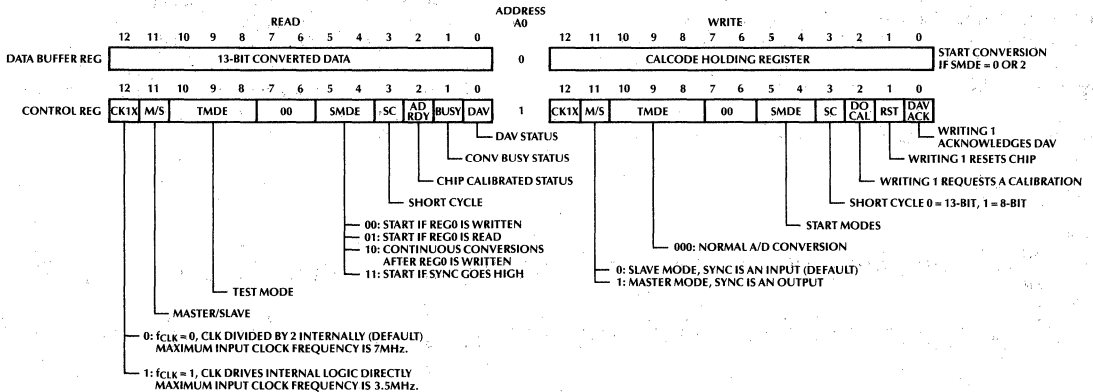 READ ADDRESS A0 WRITE
12 11 10 9 8 7 6 5 4 3 2 1 0 12 11 10 9 8 7 6 5 4 3 2 1 0
DATA BUFFER REG 13-BIT CONVERTED DATA 0 CALCODE HOLDING REGISTER START CONVERSION IF SMDE = 0 OR 2
12 11 10 9 8 7 6 5 4 3 2 1 0 12 11 10 9 8 7 6 5 4 3 2 1 0
CONTROL REG CK1X M/S TMDE 00 SMDE SC AD RDY BUSY DAV 1 CK1X M/S TMDE 00 SMDE SC DO CAL RST DAV ACK
DAV STATUS
CONV BUSY STATUS
CHIP CALIBRATED STATUS
SHORT CYCLE
00: START IF REG0 IS WRITTEN
01: START IF REG0 IS READ
10: CONTINUOUS CONVERSIONS
AFTER REG0 IS WRITTEN
11: START IF SYNC GOES HIGH
TEST MODE
MASTER/SLAVE
0: fCLK = 0, CLK DIVIDED BY 2 INTERNALLY (DEFAULT)
MAXIMUM INPUT CLOCK FREQUENCY IS 7MHz.
1: fCLK = 1, CLK DRIVES INTERNAL LOGIC DIRECTLY
MAXIMUM INPUT CLOCK FREQUENCY IS 3.5MHz.
WRITING 1
ACKNOWLEDGES DAV
WRITING 1 RESETS CHIP
WRITING 1 REQUESTS A CALIBRATION
SHORT CYCLE 0 = 13-BIT, 1 = 8-BIT
START MODES
000: NORMAL A/D CONVERSION
0: SLAVE MODE, SYNC IS AN INPUT (DEFAULT)
1: MASTER MODE, SYNC IS AN OUTPUT